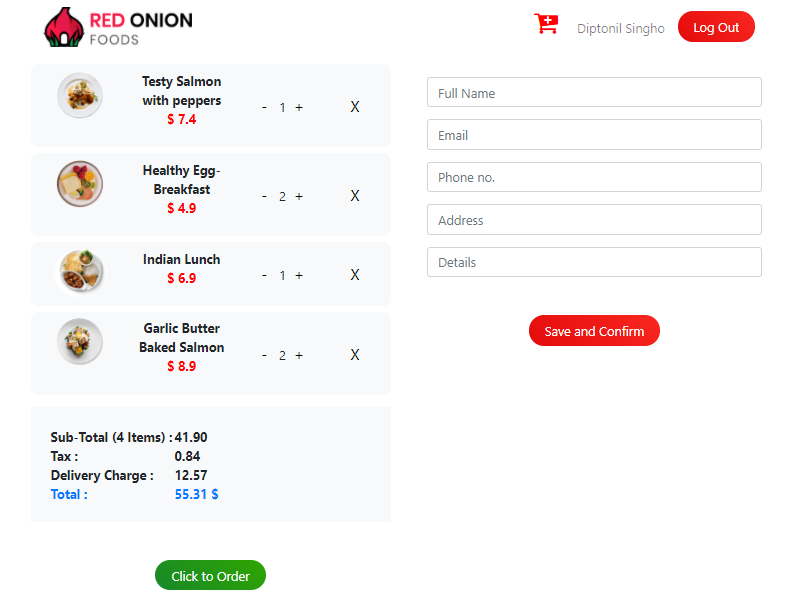 RED ONION
FOODS
Diptonil Singho
Log Out
Testy Salmon
with peppers
$ 7.4
- 1 + X
Healthy Egg-
Breakfast
$ 4.9
- 2 + X
Indian Lunch
$ 6.9
- 1 + X
Garlic Butter
Baked Salmon
$ 8.9
- 2 + X
Sub-Total (4 Items) : 41.90
Tax : 0.84
Delivery Charge : 12.57
Total : 55.31 $
Click to Order
Full Name
Email
Phone no.
Address
Details
Save and Confirm